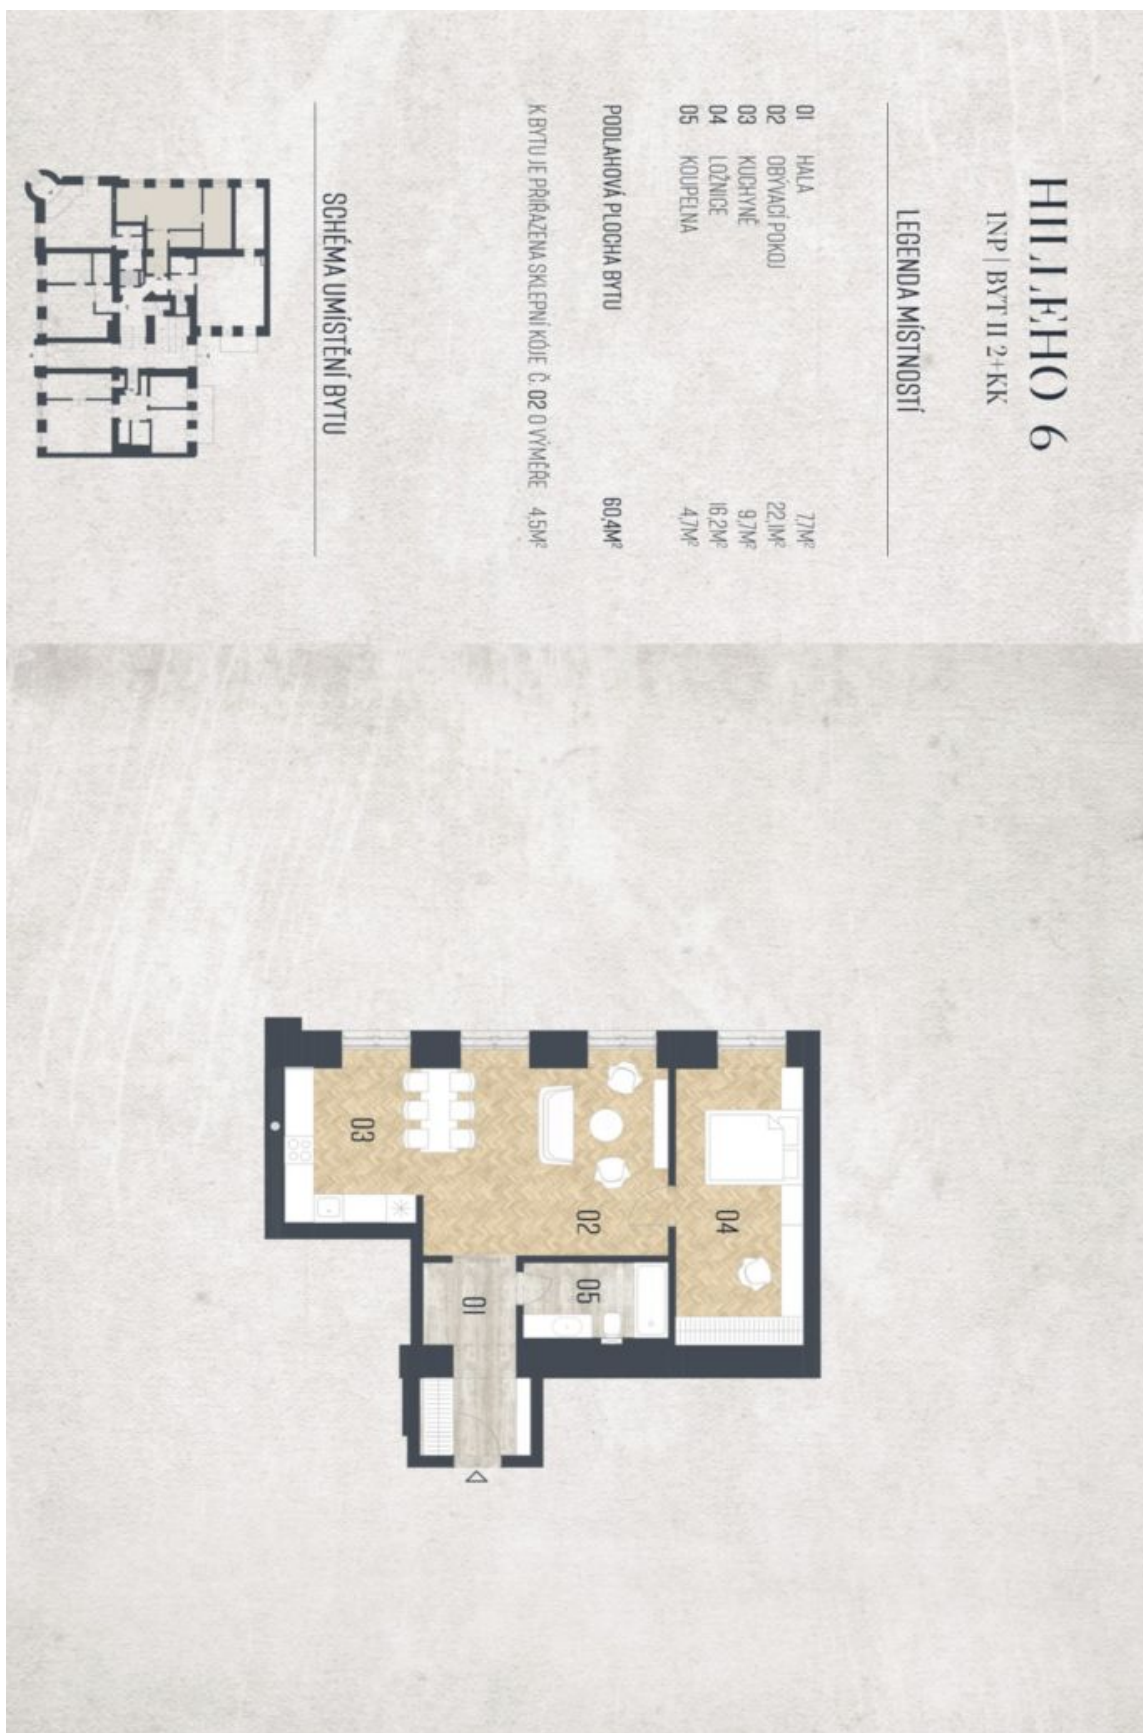 HILLEHO 6
1NP | BYT II 2+KK
LEGENDA MÍSTNOSTÍ
01 HALA 7,7M²
02 OBÝVACÍ POKOJ 22,1M²
03 KUCHYNĚ 9,7M²
04 LOŽNICE 16,2M²
05 KOUPELNA 4,7M²
PODLAHOVÁ PLOCHA BYTU 60,4M²
K BYTU JE PŘIŘAZENA SKLEPNÍ KÓJE Č. 02 O VÝMĚŘE 4,5M²
SCHÉMA UMÍSTĚNÍ BYTU
04
02
05
01
03